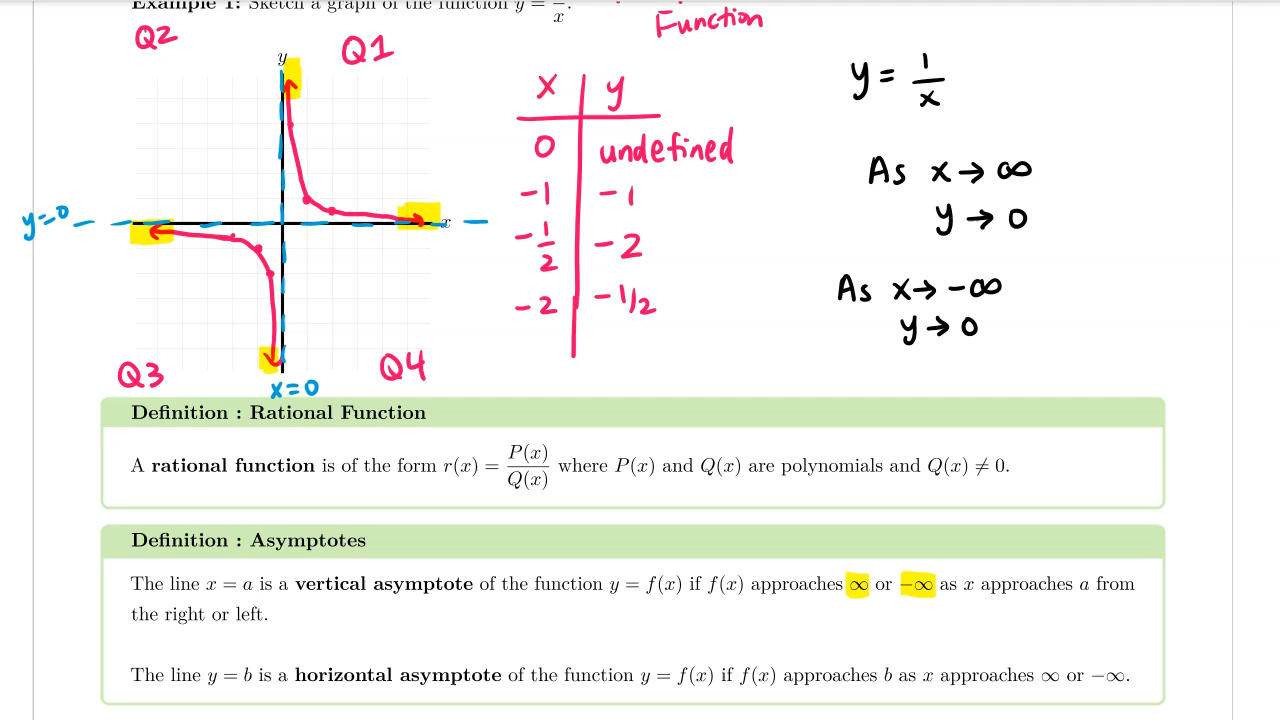 Example 1: Sketch a graph of the function y = 1/x.
Function
Q2
Q1
y
x
y=0
x=0
Q3
Q4
x | y
0 | undefined
-1 | -1
-1/2 | -2
-2 | -1/2
y = 1/x
As x → ∞
y → 0
As x → -∞
y → 0
Definition : Rational Function
A rational function is of the form r(x) = P(x)/Q(x) where P(x) and Q(x) are polynomials and Q(x) ≠ 0.
Definition : Asymptotes
The line x = a is a vertical asymptote of the function y = f(x) if f(x) approaches ∞ or −∞ as x approaches a from
the right or left.
The line y = b is a horizontal asymptote of the function y = f(x) if f(x) approaches b as x approaches ∞ or −∞.